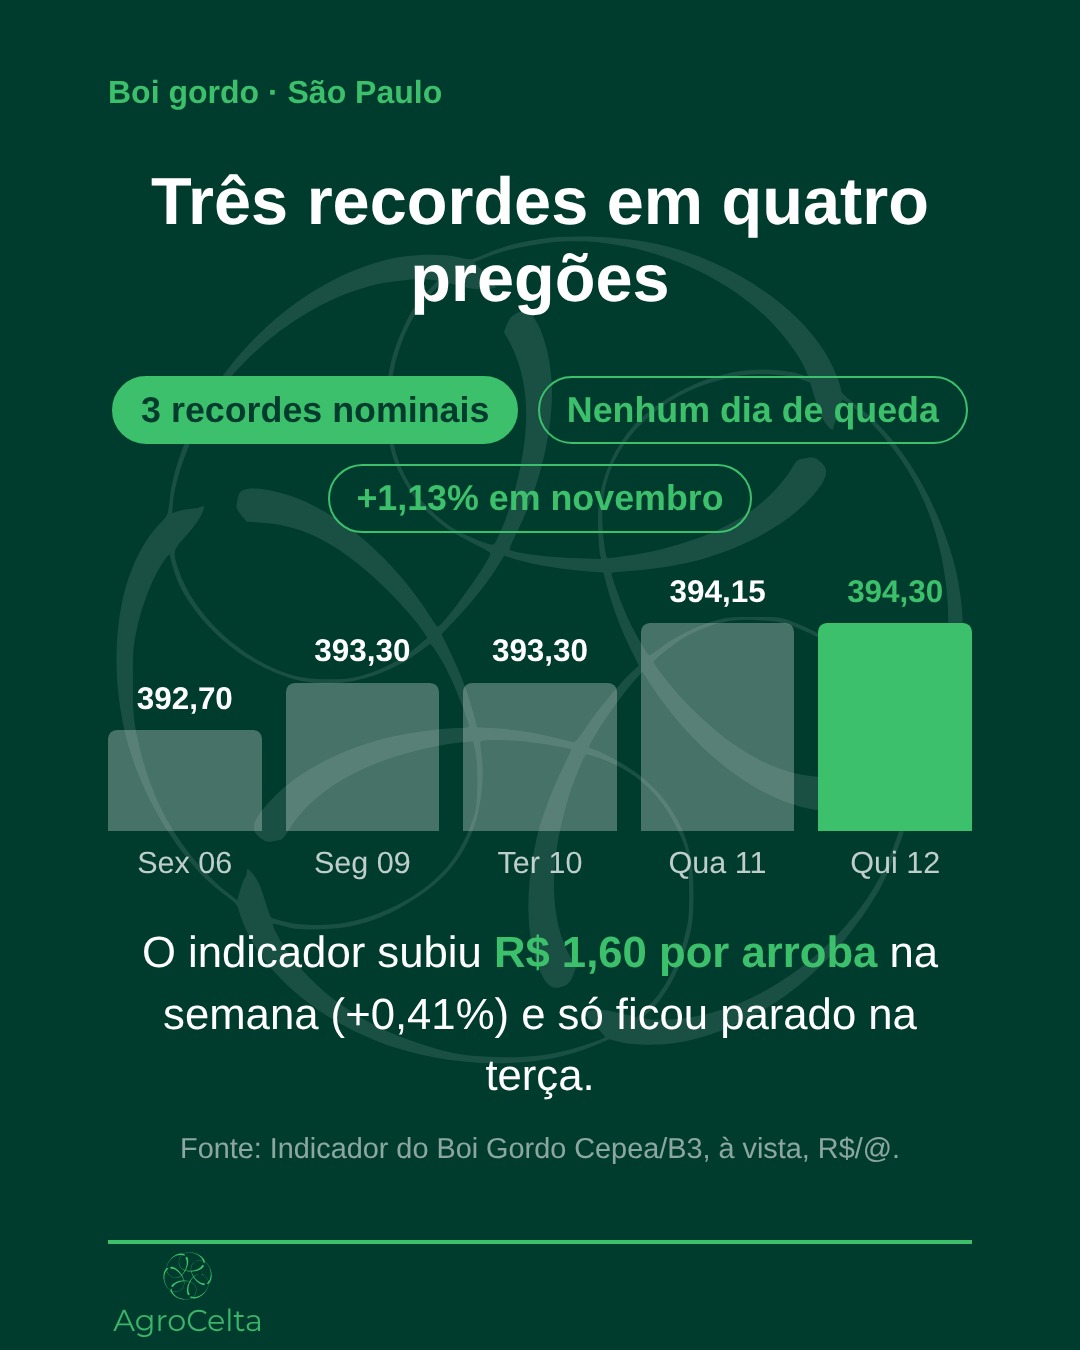 Boi gordo · São Paulo
Três recordes em quatro
pregões
3 recordes nominais
Nenhum dia de queda
+1,13% em novembro
392,70
393,30
393,30
394,15
394,30
Sex 06
Seg 09
Ter 10
Qua 11
Qui 12
O indicador subiu R$ 1,60 por arroba na
semana (+0,41%) e só ficou parado na
terça.
Fonte: Indicador do Boi Gordo Cepea/B3, à vista, R$/@.
AgroCelta